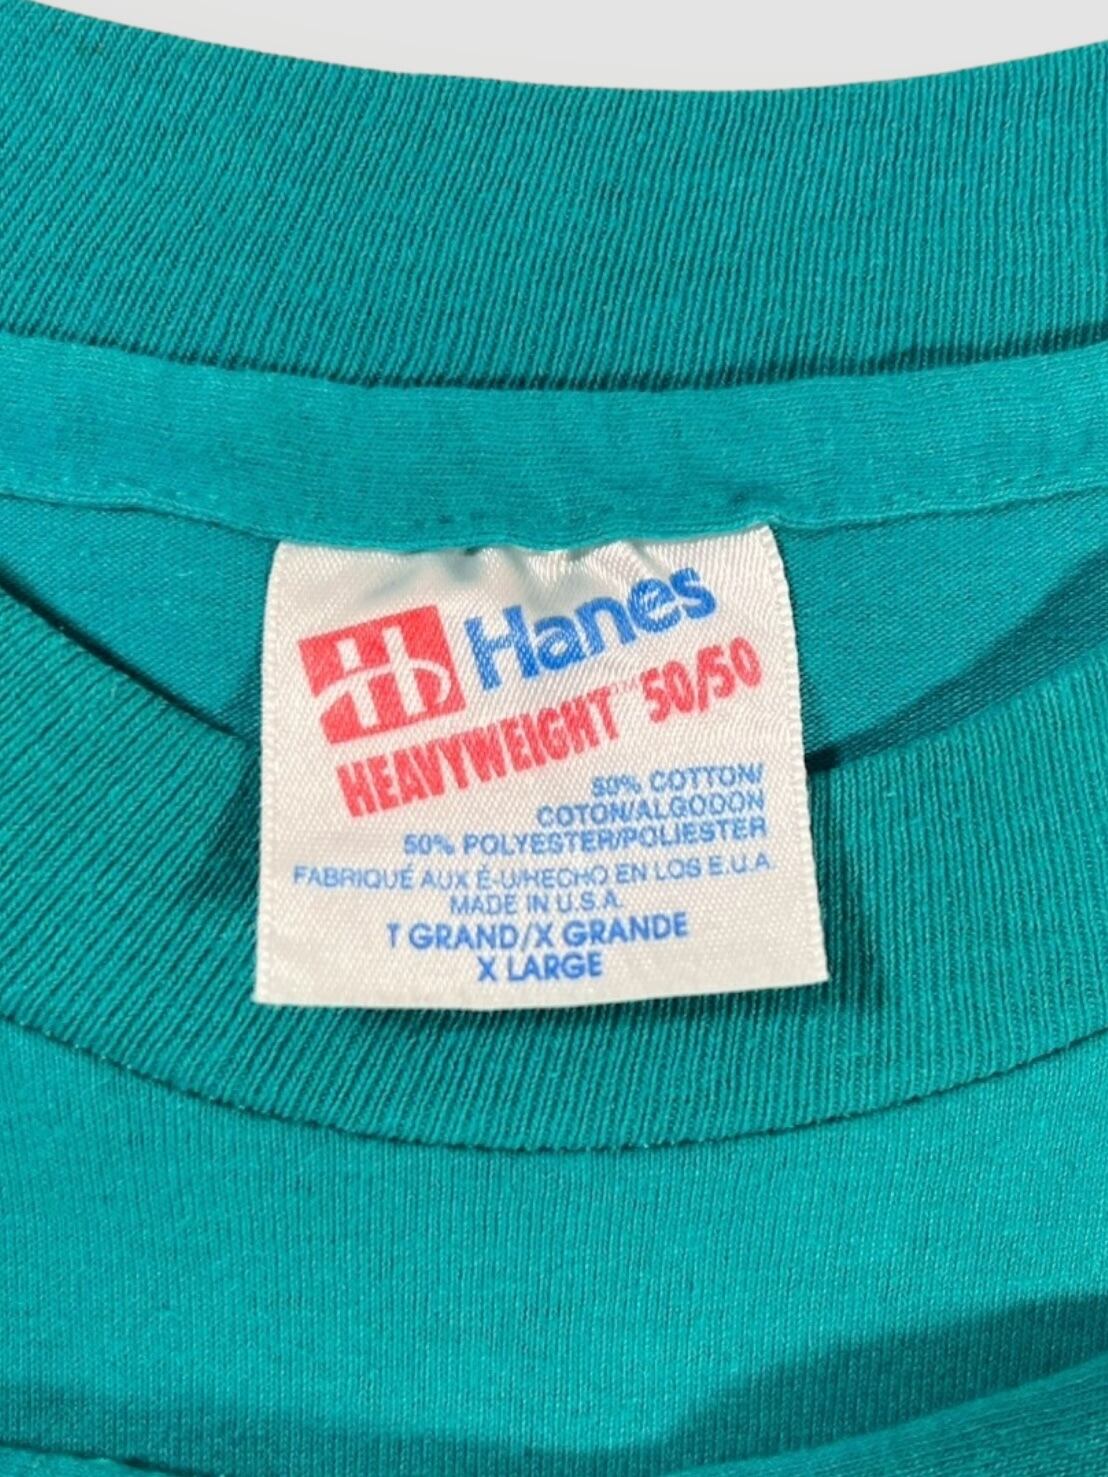 Hanes
HEAVYWEIGHT™ 50/50
50% COTTON/
COTON/ALGODON
50% POLYESTER/POLIESTER
FABRIQUÉ AUX É-U/HECHO EN LOS E.U.A.
MADE IN U.S.A.
T GRAND/X GRANDE
X LARGE